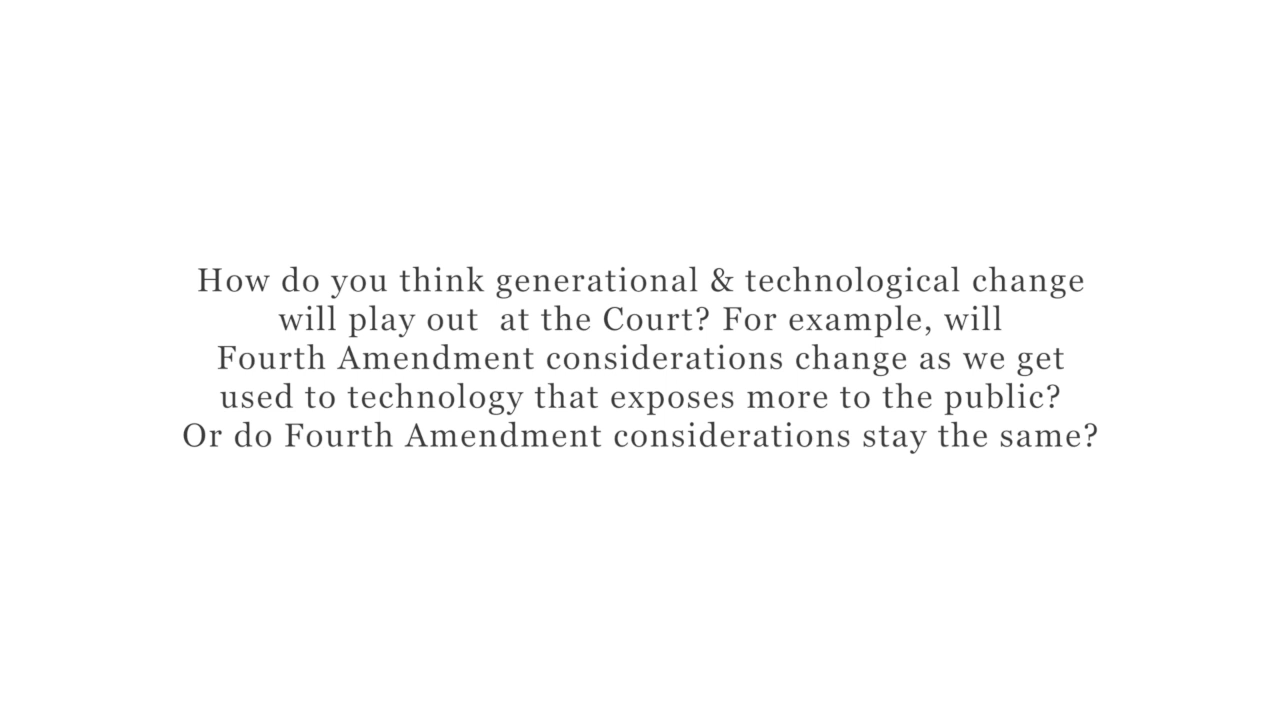 How do you think generational & technological change
will play out  at the Court? For example, will
Fourth Amendment considerations change as we get
used to technology that exposes more to the public?
Or do Fourth Amendment considerations stay the same?